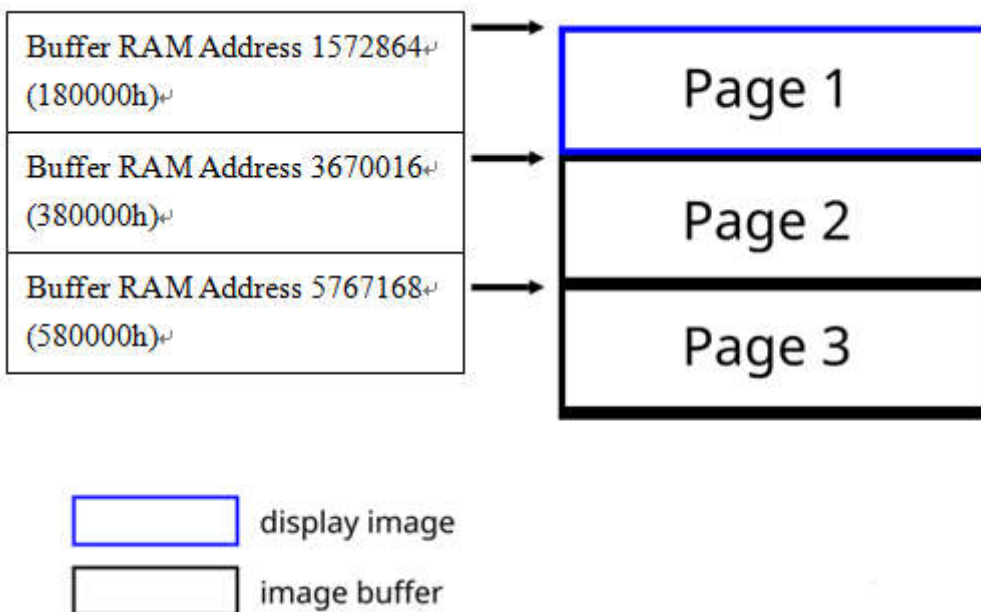 Buffer RAM Address 1572864↵
(180000h)↵
Buffer RAM Address 3670016↵
(380000h)↵
Buffer RAM Address 5767168↵
(580000h)↵
Page 1
Page 2
Page 3
display image
image buffer